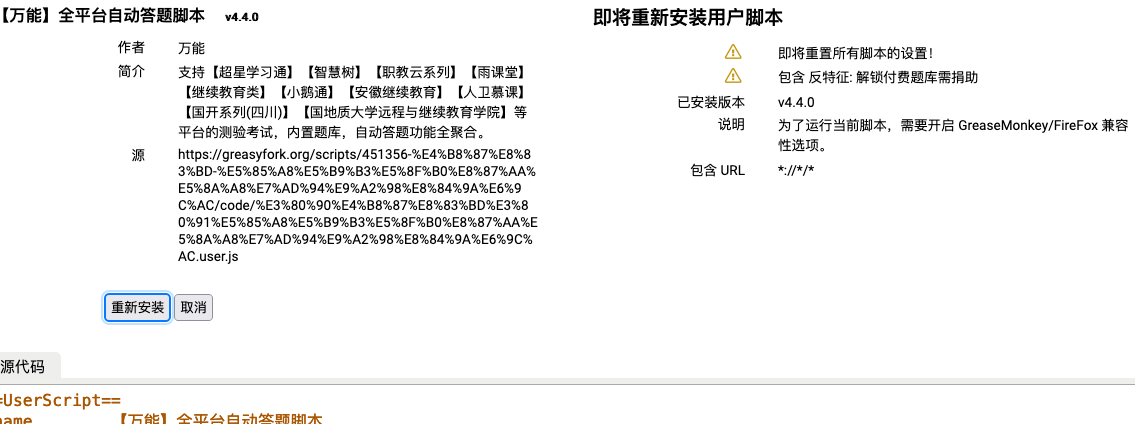 【万能】全平台自动答题脚本 v4.4.0
作者 万能
简介 支持【超星学习通】【智慧树】【职教云系列】【雨课堂】
【继续教育类】【小鹅通】【安徽继续教育】【人卫慕课】
【国开系列(四川)】【国地质大学远程与继续教育学院】等
平台的测验考试，内置题库，自动答题功能全聚合。
源 https://greasyfork.org/scripts/451356-%E4%B8%87%E8%8
3%BD-%E5%85%A8%E5%B9%B3%E5%8F%B0%E8%87%AA%
E5%8A%A8%E7%AD%94%E9%A2%98%E8%84%9A%E6%9
C%AC/code/%E3%80%90%E4%B8%87%E8%83%BD%E3%8
0%91%E5%85%A8%E5%B9%B3%E5%8F%B0%E8%87%AA%E
5%8A%A8%E7%AD%94%E9%A2%98%E8%84%9A%E6%9C%
AC.user.js
重新安装 取消
即将重新安装用户脚本
即将重置所有脚本的设置!
包含 反特征: 解锁付费题库需捐助
已安装版本 v4.4.0
说明 为了运行当前脚本，需要开启 GreaseMonkey/FireFox 兼容
性选项。
包含 URL *://*/*
源代码
=UserScript==
name 【万能】全平台自动答题脚本